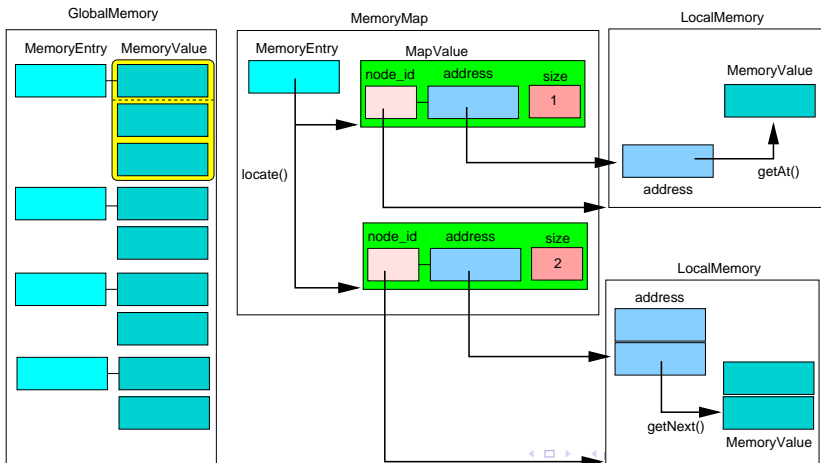 GlobalMemory
MemoryEntry MemoryValue
MemoryMap
MemoryEntry
MapValue
node_id address size
1
locate()
node_id address size
2
LocalMemory
MemoryValue
address
getAt()
LocalMemory
address
getNext()
MemoryValue